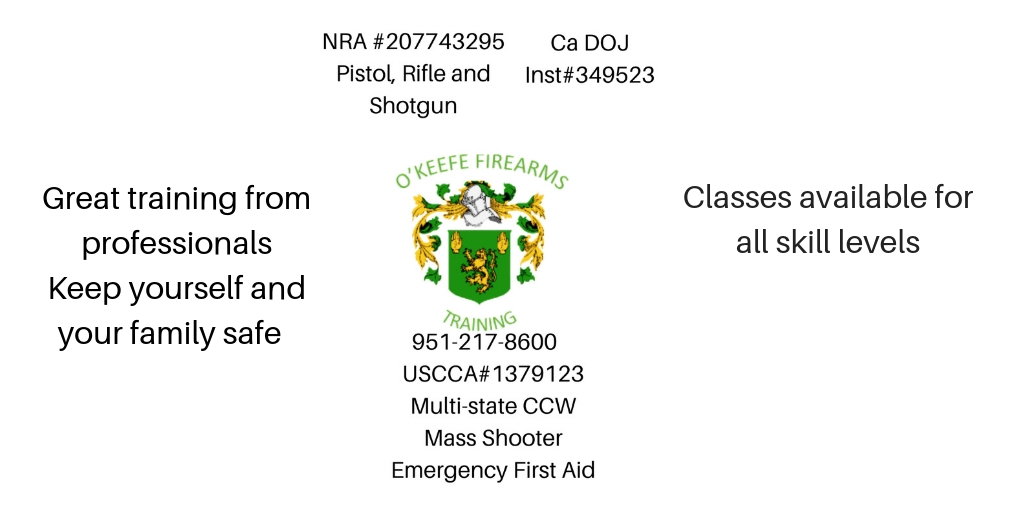 NRA #207743295
Pistol, Rifle and
Shotgun
Ca DOJ
Inst#349523
Great training from
professionals
Keep yourself and
your family safe
O'KEEFE FIREARMS
TRAINING
951-217-8600
USCCA#1379123
Multi-state CCW
Mass Shooter
Emergency First Aid
Classes available for
all skill levels